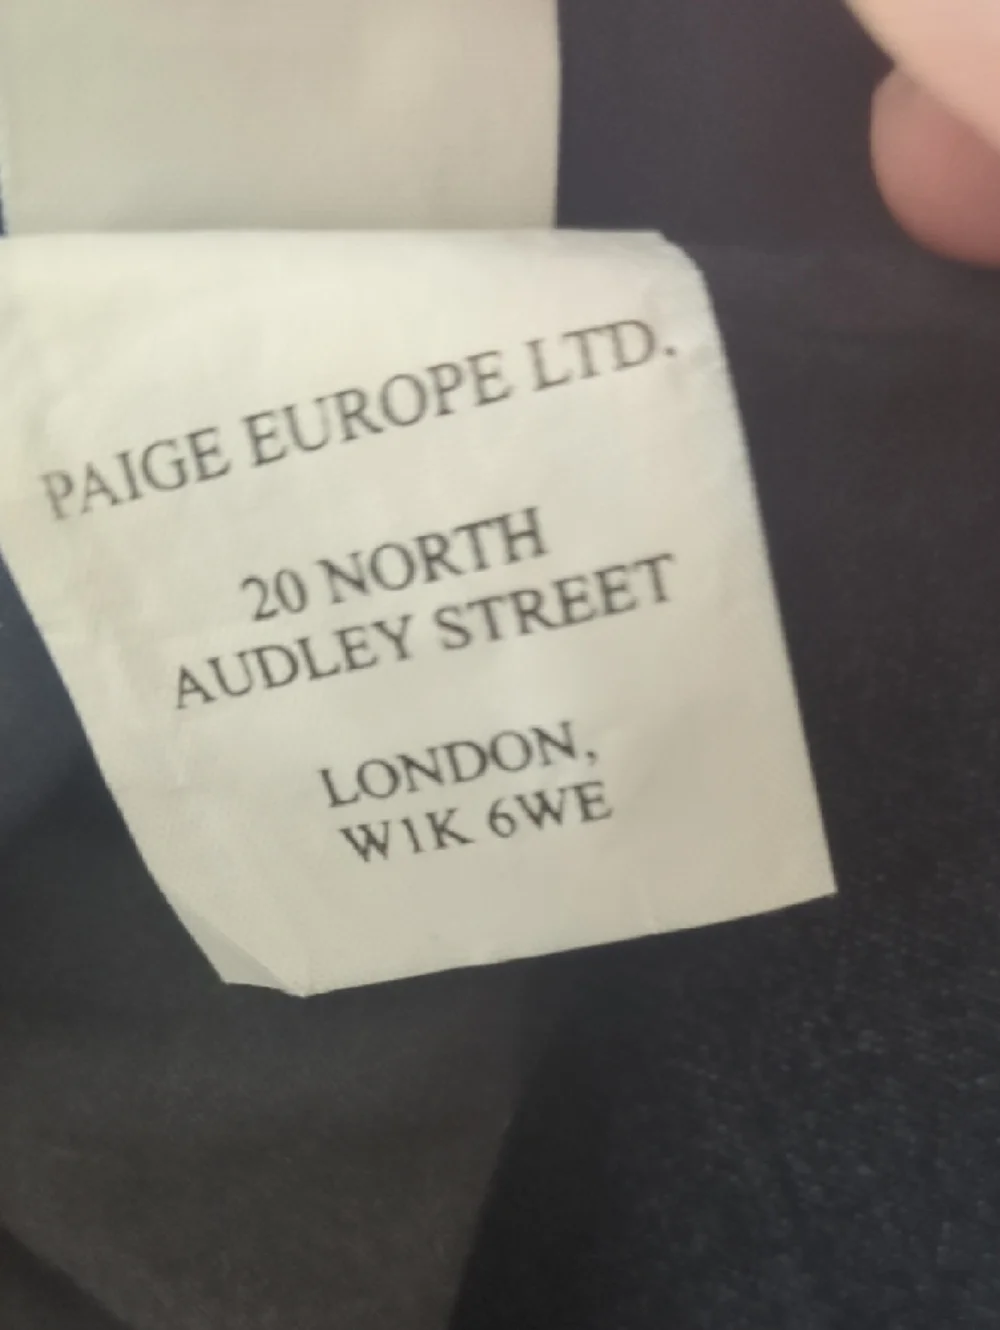 PAIGE EUROPE LTD.
20 NORTH
AUDLEY STREET
LONDON,
W1K 6WE